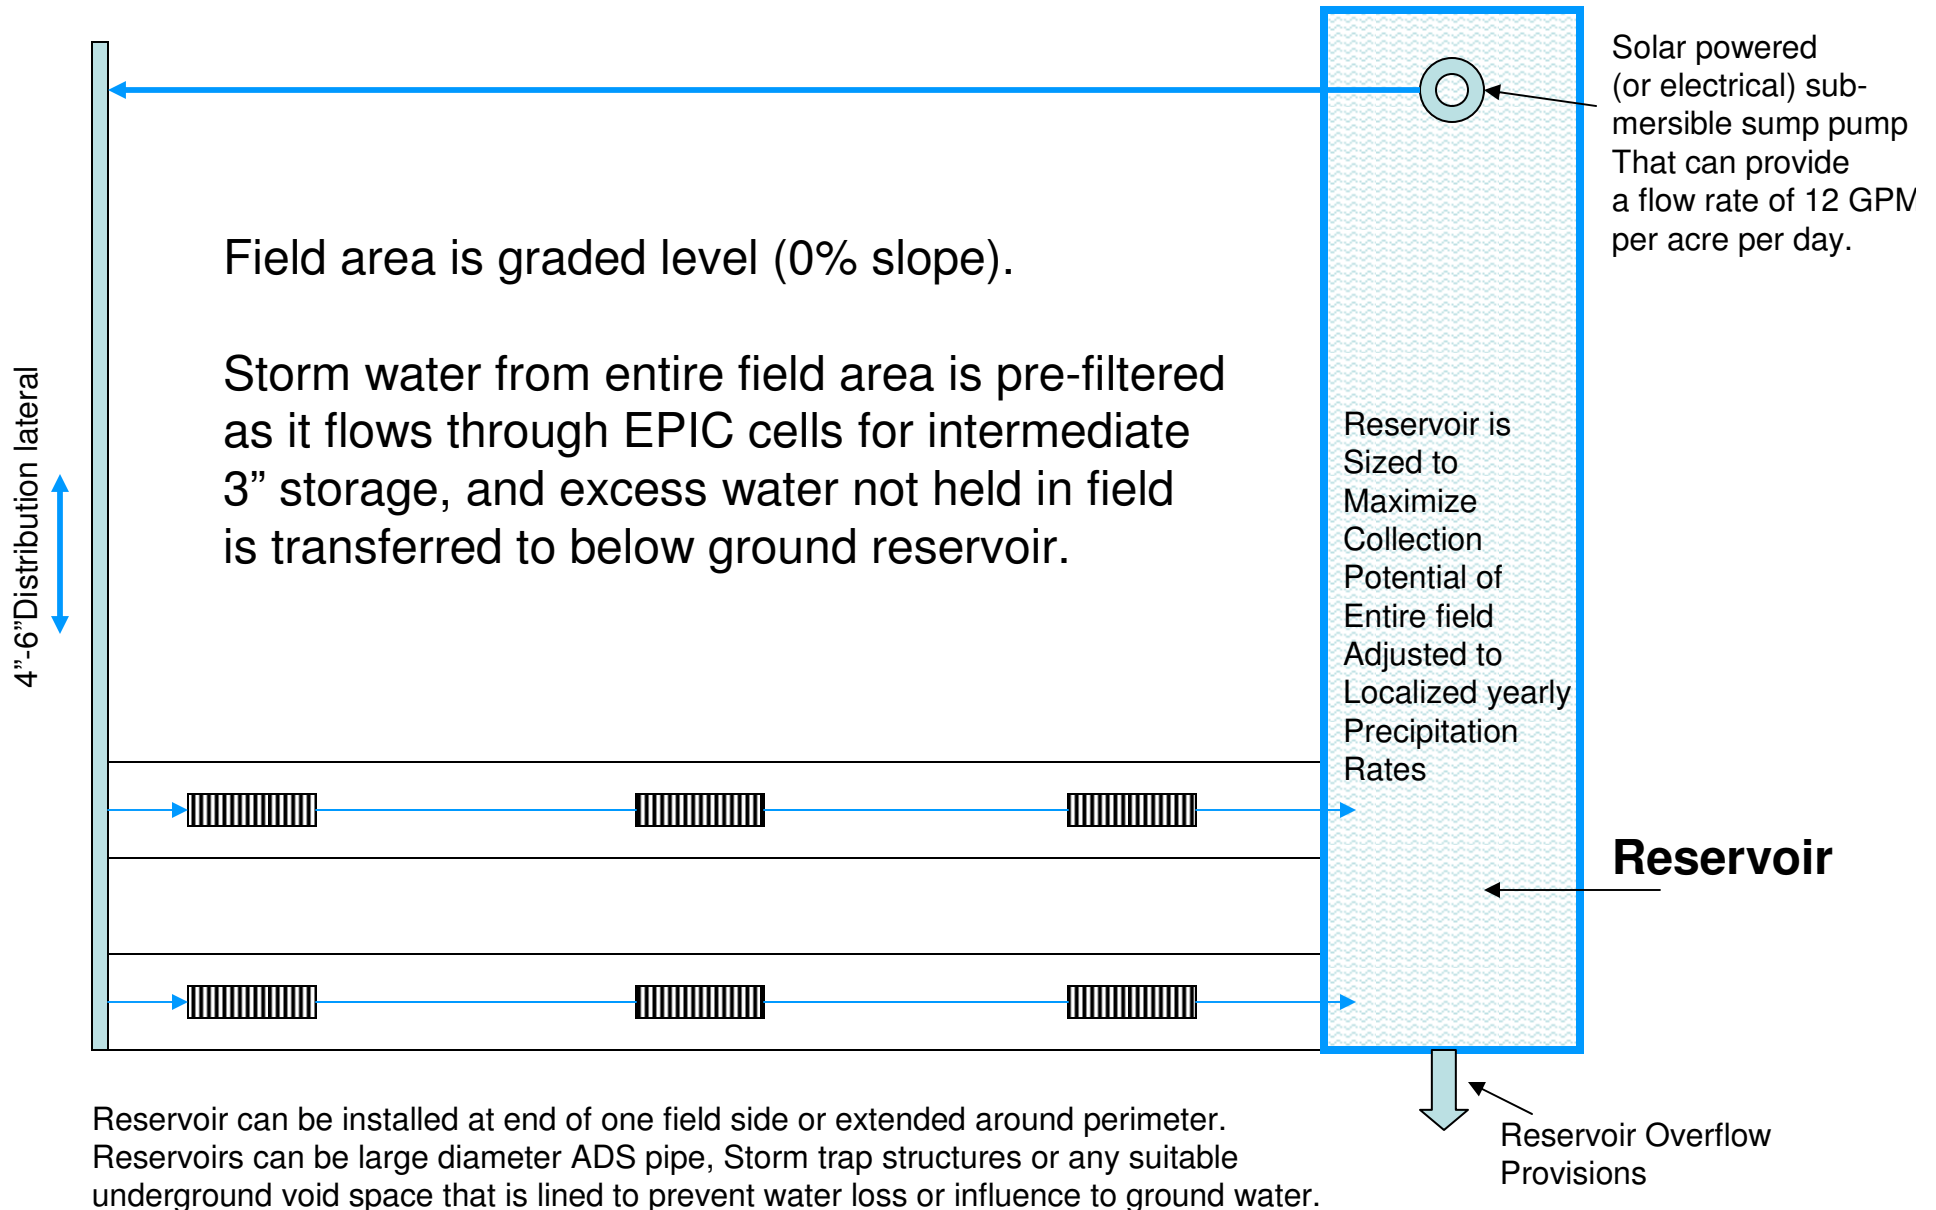 Solar powered
(or electrical) sub-
mersible sump pump
That can provide
a flow rate of 12 GPM
per acre per day.
Field area is graded level (0% slope).
Storm water from entire field area is pre-filtered
as it flows through EPIC cells for intermediate
3” storage, and excess water not held in field
is transferred to below ground reservoir.
4”-6”Distribution lateral
Reservoir is
Sized to
Maximize
Collection
Potential of
Entire field
Adjusted to
Localized yearly
Precipitation
Rates
Reservoir
Reservoir can be installed at end of one field side or extended around perimeter.
Reservoirs can be large diameter ADS pipe, Storm trap structures or any suitable
underground void space that is lined to prevent water loss or influence to ground water.
Reservoir Overflow
Provisions